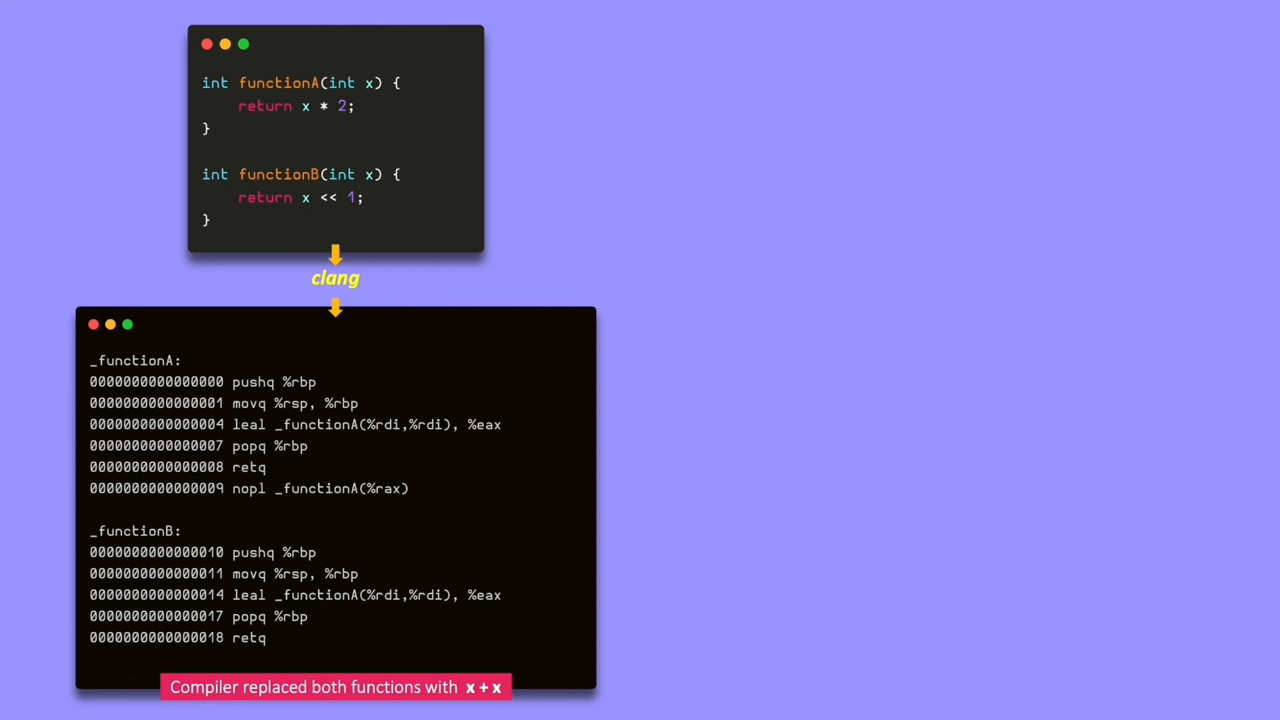 int functionA(int x) {
    return x * 2;
}
int functionB(int x) {
    return x << 1;
}
clang
_functionA:
0000000000000000 pushq %rbp
0000000000000001 movq %rsp, %rbp
0000000000000004 leal _functionA(%rdi,%rdi), %eax
0000000000000007 popq %rbp
0000000000000008 retq
0000000000000009 nopl _functionA(%rax)
_functionB:
0000000000000010 pushq %rbp
0000000000000011 movq %rsp, %rbp
0000000000000014 leal _functionA(%rdi,%rdi), %eax
0000000000000017 popq %rbp
0000000000000018 retq
Compiler replaced both functions with x + x